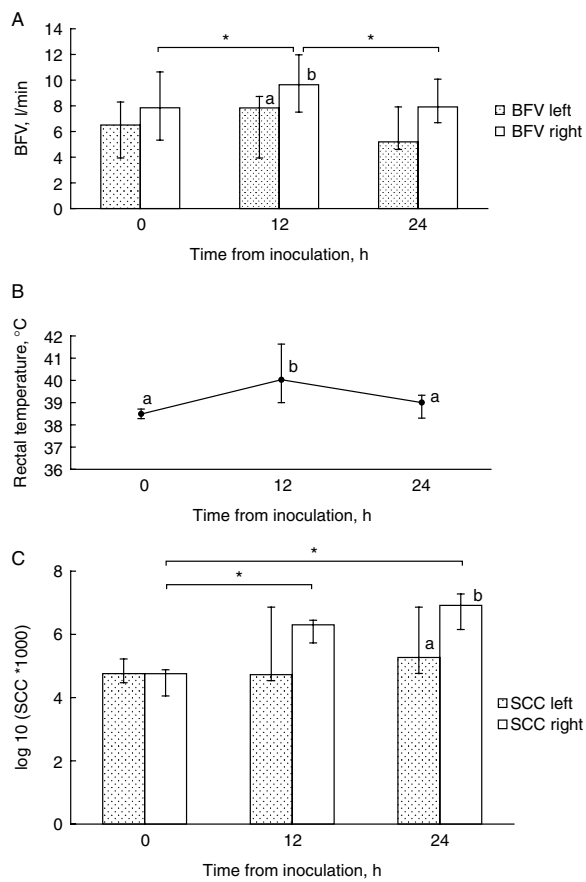 A
BFV, l/min
14
12
10
8
6
4
2
0
*
*
a
b
0
12
24
Time from inoculation, h
BFV left
BFV right
B
Rectal temperature, °C
42
41
40
39
38
37
36
a
b
a
0
12
24
Time from inoculation, h
C
log 10 (SCC *1000)
8
6
4
2
0
*
*
a
b
0
12
24
Time from inoculation, h
SCC left
SCC right